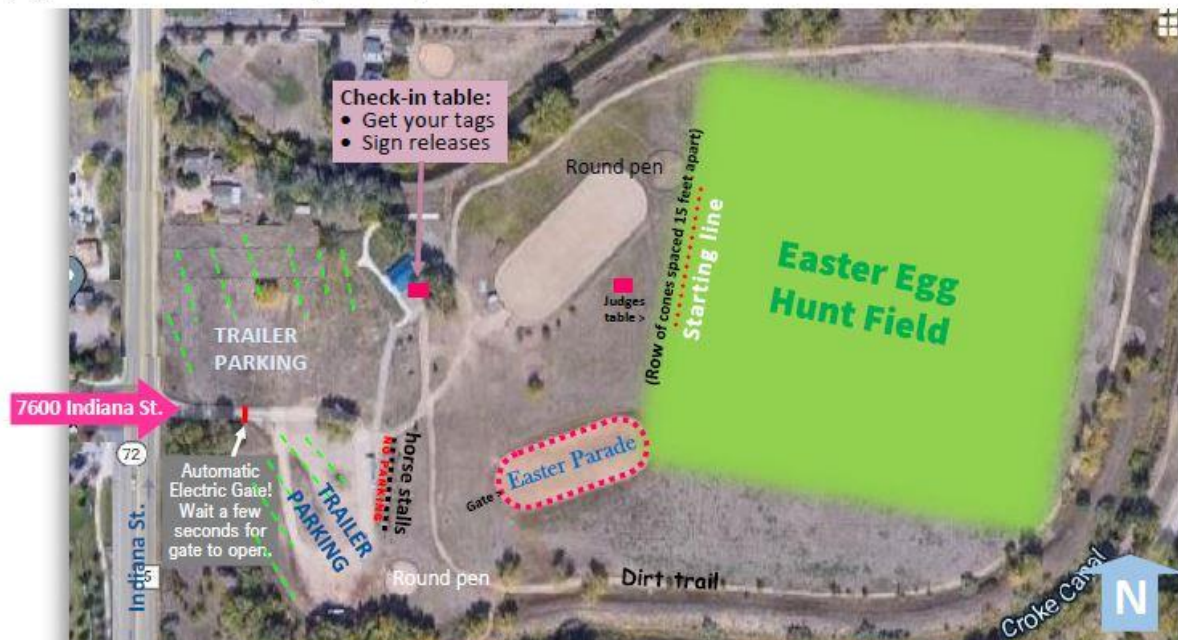 Check-in table:
• Get your tags
• Sign releases
Round pen
(Row of cones spaced 15 feet apart)
Starting line
Easter Egg
Hunt Field
Judges
table >
TRAILER
PARKING
7600 Indiana St.
72
Automatic
Electric Gate!
Wait a few
seconds for
gate to open.
TRAILER
PARKING
NO PARKING
horse stalls
Easter Parade
Gate >
Indiana St.
Round pen
Dirt trail
Croke Canal
N